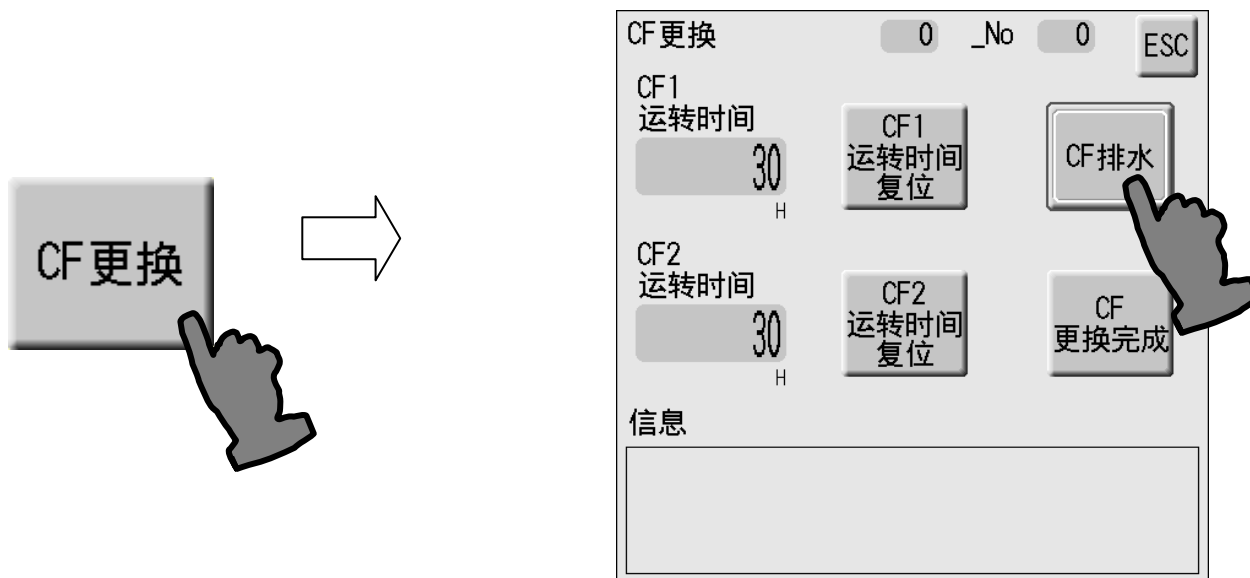 CF更换
CF更换 0 _No 0 ESC
CF1
运转时间
30
H
CF1
运转时间
复位
CF排水
CF2
运转时间
30
H
CF2
运转时间
复位
CF
更换完成
信息